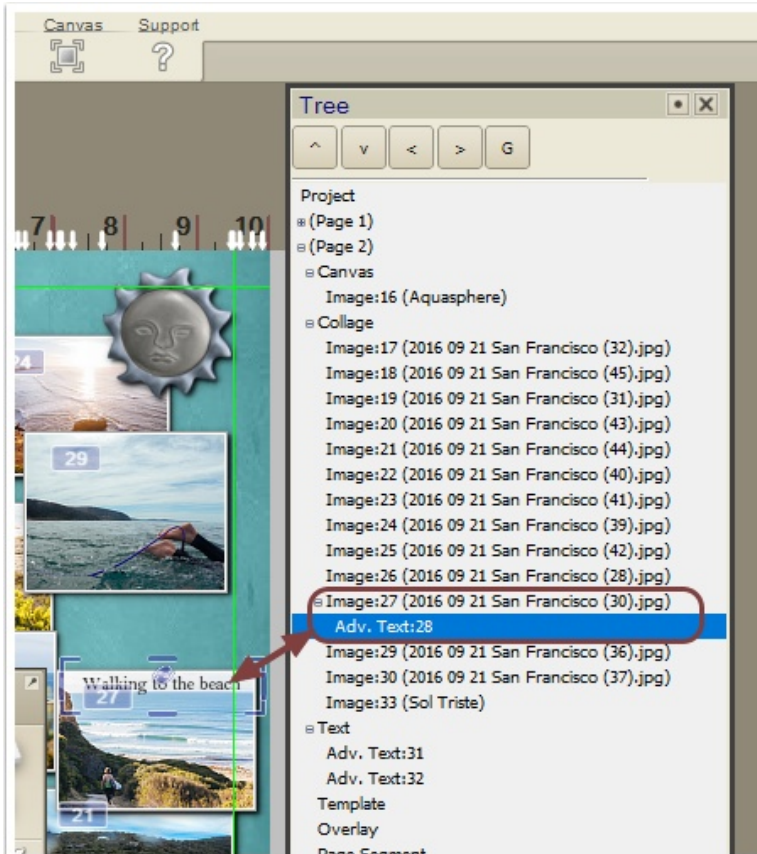 Canvas Support
Tree
^ v < > G
Project
(Page 1)
(Page 2)
Canvas
Image:16 (Aquasphere)
Collage
Image:17 (2016 09 21 San Francisco (32).jpg)
Image:18 (2016 09 21 San Francisco (45).jpg)
Image:19 (2016 09 21 San Francisco (31).jpg)
Image:20 (2016 09 21 San Francisco (43).jpg)
Image:21 (2016 09 21 San Francisco (44).jpg)
Image:22 (2016 09 21 San Francisco (40).jpg)
Image:23 (2016 09 21 San Francisco (41).jpg)
Image:24 (2016 09 21 San Francisco (39).jpg)
Image:25 (2016 09 21 San Francisco (42).jpg)
Image:26 (2016 09 21 San Francisco (28).jpg)
Image:27 (2016 09 21 San Francisco (30).jpg)
Adv. Text:28
Image:29 (2016 09 21 San Francisco (36).jpg)
Image:30 (2016 09 21 San Francisco (37).jpg)
Image:33 (Sol Triste)
Text
Adv. Text:31
Adv. Text:32
Template
Overlay
Page Segment
7 8 9 10
24
29
Walking to the beach
27
21